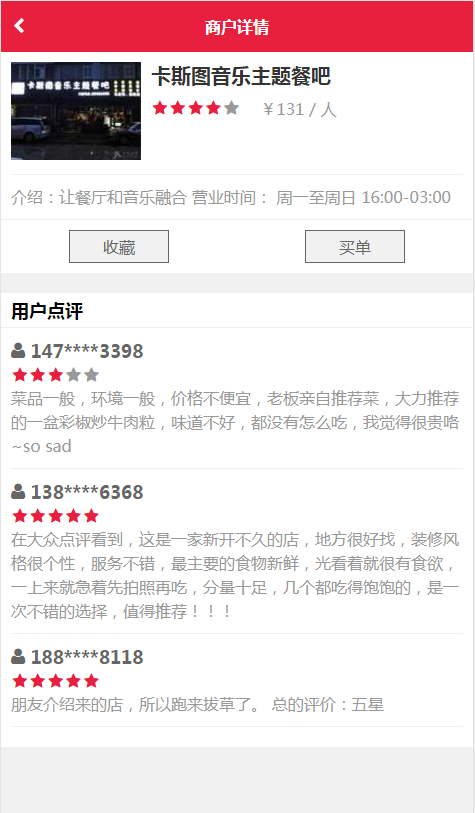 商户详情
卡斯图音乐主题餐吧
卡斯图音乐主题餐吧
￥131 / 人
介绍：让餐厅和音乐融合 营业时间： 周一至周日 16:00-03:00
收藏
买单
用户点评
147****3398
菜品一般，环境一般，价格不便宜，老板亲自推荐菜，大力推荐
的一盆彩椒炒牛肉粒，味道不好，都没有怎么吃，我觉得很贵咯
~so sad
138****6368
在大众点评看到，这是一家新开不久的店，地方很好找，装修风
格很个性，服务不错，最主要的食物新鲜，光看着就很有食欲，
一上来就急着先拍照再吃，分量十足，几个都吃得饱饱的，是一
次不错的选择，值得推荐！！！
188****8118
朋友介绍来的店，所以跑来拔草了。 总的评价：五星